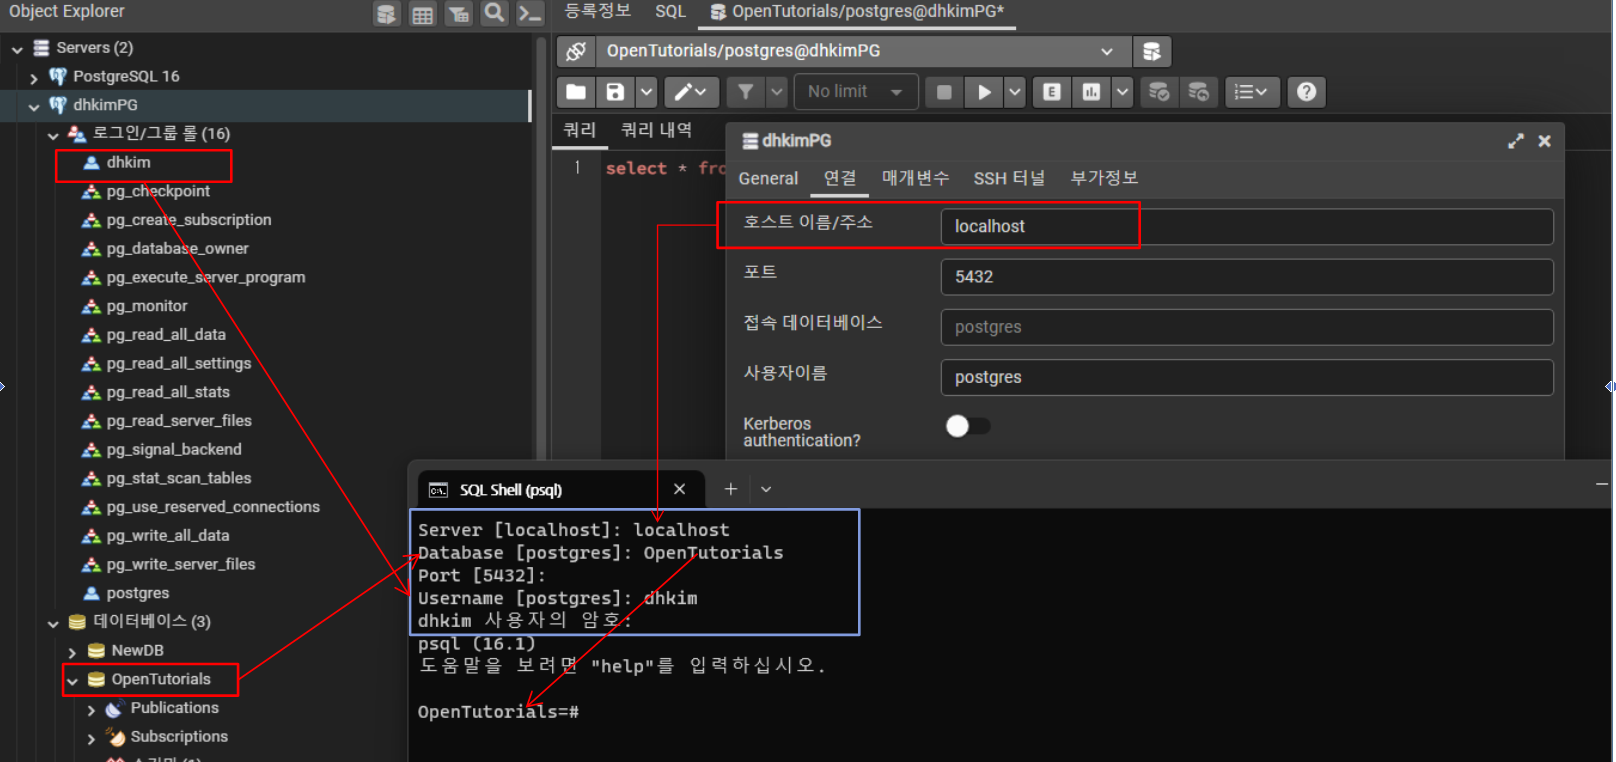 Object Explorer
Servers (2)
PostgreSQL 16
dhkimPG
로그인/그룹 롤 (16)
dhkim
pg_checkpoint
pg_create_subscription
pg_database_owner
pg_execute_server_program
pg_monitor
pg_read_all_data
pg_read_all_settings
pg_read_all_stats
pg_read_server_files
pg_signal_backend
pg_stat_scan_tables
pg_use_reserved_connections
pg_write_all_data
pg_write_server_files
postgres
데이터베이스 (3)
NewDB
OpenTutorials
Publications
Subscriptions
등록정보 SQL OpenTutorials/postgres@dhkimPG*
OpenTutorials/postgres@dhkimPG
No limit
E
쿼리 쿼리 내역
1 select * fro
dhkimPG
General 연결 매개변수 SSH 터널 부가정보
호스트 이름/주소 localhost
포트 5432
접속 데이터베이스 postgres
사용자이름 postgres
Kerberos
authentication?
SQL Shell (psql)
Server [localhost]: localhost
Database [postgres]: OpenTutorials
Port [5432]:
Username [postgres]: dhkim
dhkim 사용자의 암호:
psql (16.1)
도움말을 보려면 "help"를 입력하십시오.
OpenTutorials=#